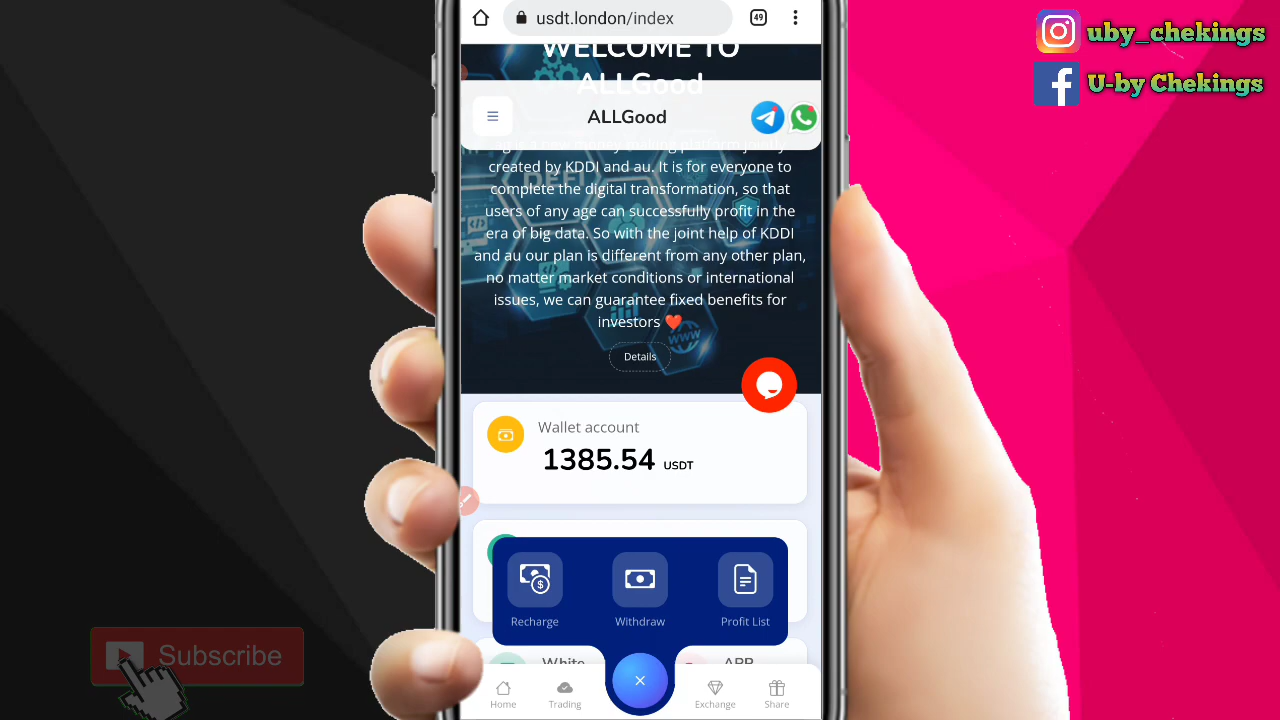 usdt.london/index
49
WELCOME TO
ALLGood
ALLGood
created by KDDI and au. It is for everyone to
complete the digital transformation, so that
users of any age can successfully profit in the
era of big data. So with the joint help of KDDI
and au our plan is different from any other plan,
no matter market conditions or international
issues, we can guarantee fixed benefits for
investors ❤️
Details
Wallet account
1385.54 USDT
Recharge
Withdraw
Profit List
White
APP
Home
Trading
Exchange
Share
uby_chekings
U-by Chekings
Subscribe